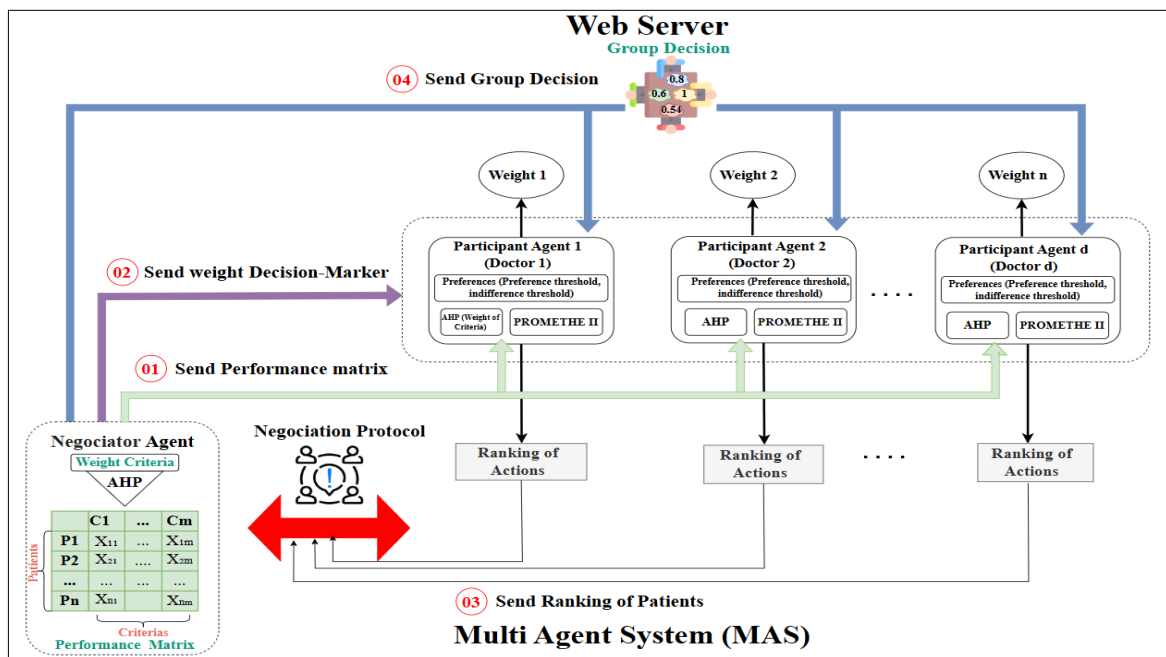 Web Server
Group Decision
04 Send Group Decision
0.8
0.6
1
0.54
Weight 1
Weight 2
Weight n
Participant Agent 1
(Doctor 1)
Preferences (Preference threshold,
indifference threshold)
AHP (Weight of
Criteria)
PROMETHE II
Participant Agent 2
(Doctor 2)
Preferences (Preference threshold,
indifference threshold)
AHP
PROMETHE II
. . . .
Participant Agent d
(Doctor d)
Preferences (Preference threshold,
indifference threshold)
AHP
PROMETHE II
02 Send weight Decision-Marker
01 Send Performance matrix
Negociator Agent
Weight Criteria
AHP
C1 ... Cm
P1 X11 ... X1m
P2 X21 .... X2m
... ... ... ...
Pn Xn1 Xnm
Patients
Criterias
Performance Matrix
Negociation Protocol
!
Ranking of
Actions
Ranking of
Actions
. . . .
Ranking of
Actions
03 Send Ranking of Patients
Multi Agent System (MAS)